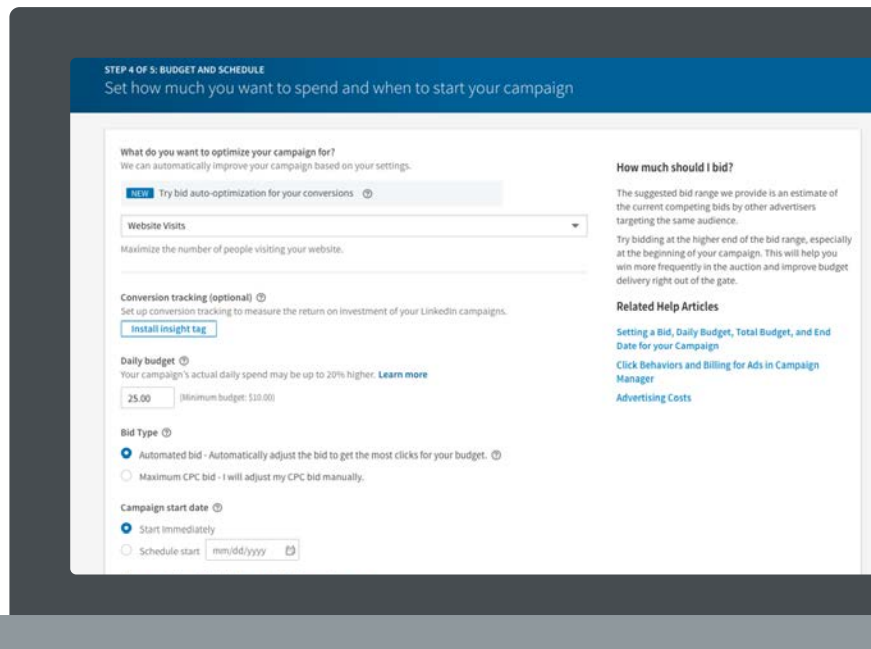 STEP 4 OF 5: BUDGET AND SCHEDULE
Set how much you want to spend and when to start your campaign
What do you want to optimize your campaign for?
We can automatically improve your campaign based on your settings.
NEW Try bid auto-optimization for your conversions
Website Visits
Maximize the number of people visiting your website.
Conversion tracking (optional)
Set up conversion tracking to measure the return on investment of your LinkedIn campaigns.
Install insight tag
Daily budget
Your campaign's actual daily spend may be up to 20% higher. Learn more
25.00 (Minimum budget: $10.00)
Bid Type
Automated bid - Automatically adjust the bid to get the most clicks for your budget.
Maximum CPC bid - I will adjust my CPC bid manually.
Campaign start date
Start Immediately
Schedule start mm/dd/yyyy
How much should I bid?
The suggested bid range we provide is an estimate of
the current competing bids by other advertisers
targeting the same audience.
Try bidding at the higher end of the bid range, especially
at the beginning of your campaign. This will help you
win more frequently in the auction and improve budget
delivery right out of the gate.
Related Help Articles
Setting a Bid, Daily Budget, Total Budget, and End
Date for your Campaign
Click Behaviors and Billing for Ads in Campaign
Manager
Advertising Costs